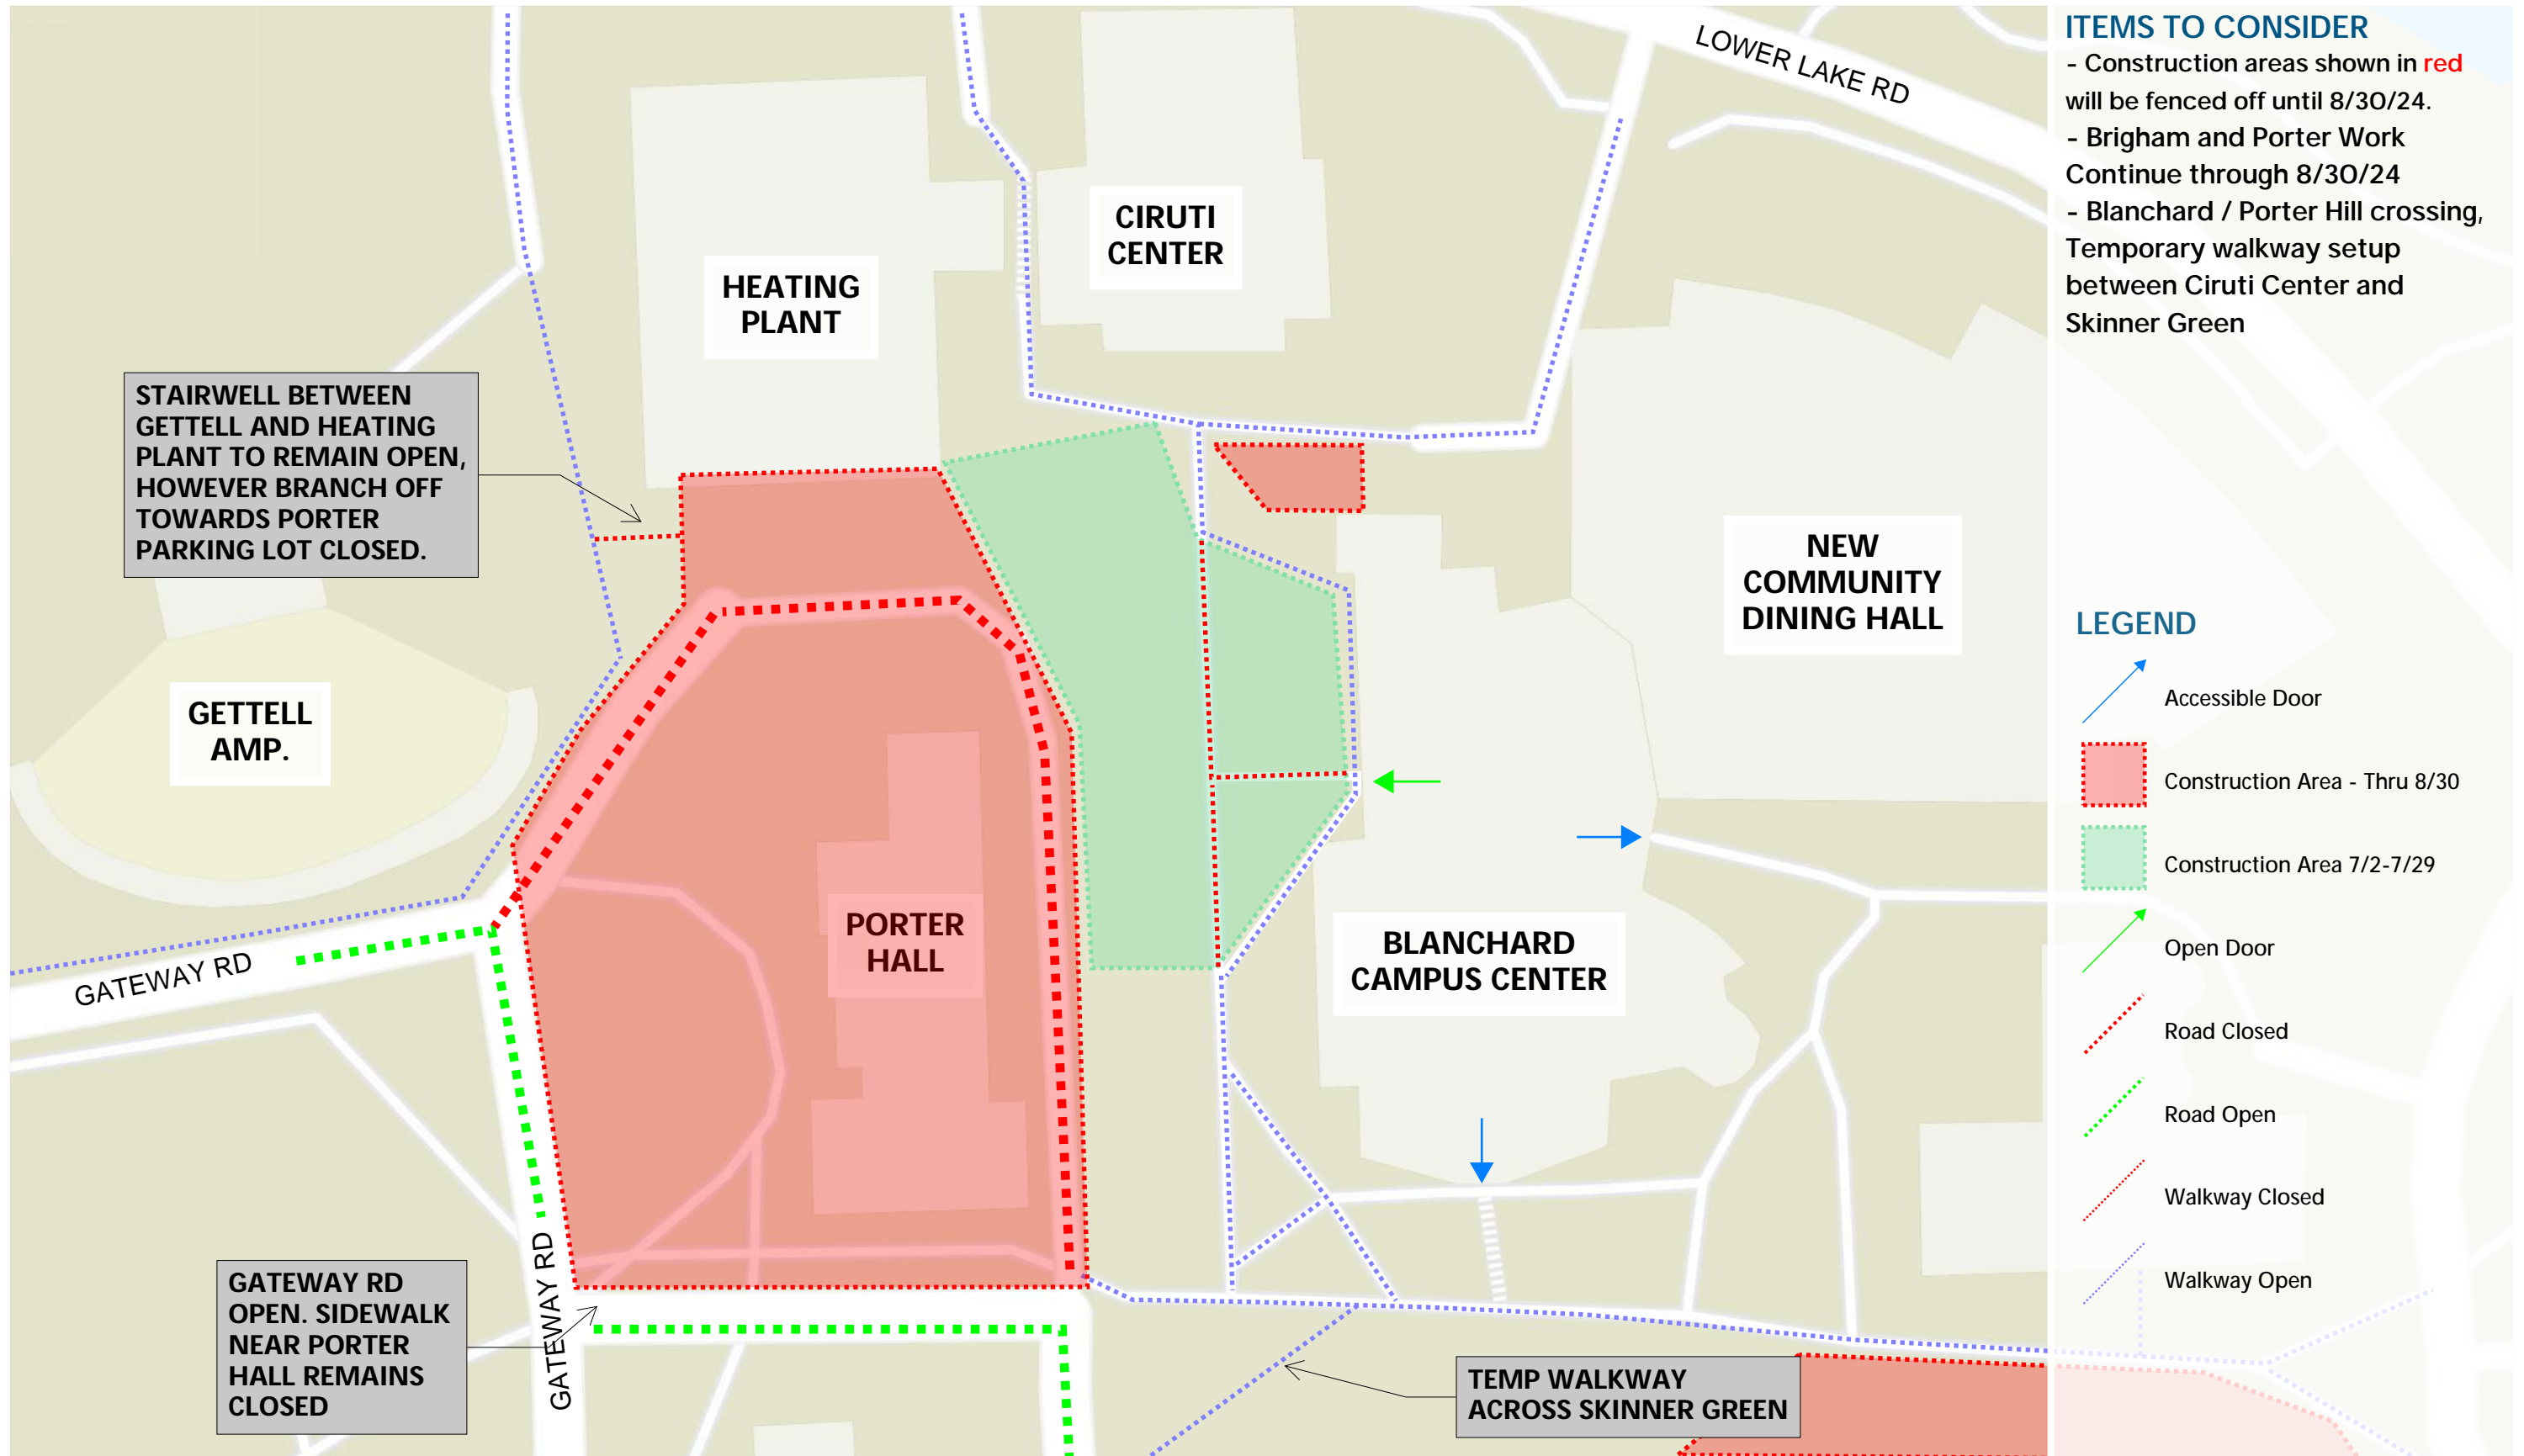 LOWER LAKE RD
CIRUTI
CENTER
HEATING
PLANT
STAIRWELL BETWEEN
GETTELL AND HEATING
PLANT TO REMAIN OPEN,
HOWEVER BRANCH OFF
TOWARDS PORTER
PARKING LOT CLOSED.
NEW
COMMUNITY
DINING HALL
GETTELL
AMP.
PORTER
HALL
BLANCHARD
CAMPUS CENTER
GATEWAY RD
GATEWAY RD
GATEWAY RD
OPEN. SIDEWALK
NEAR PORTER
HALL REMAINS
CLOSED
TEMP WALKWAY
ACROSS SKINNER GREEN
ITEMS TO CONSIDER
- Construction areas shown in red
will be fenced off until 8/30/24.
- Brigham and Porter Work
Continue through 8/30/24
- Blanchard / Porter Hill crossing,
Temporary walkway setup
between Ciruti Center and
Skinner Green
LEGEND
Accessible Door
Construction Area - Thru 8/30
Construction Area 7/2-7/29
Open Door
Road Closed
Road Open
Walkway Closed
Walkway Open